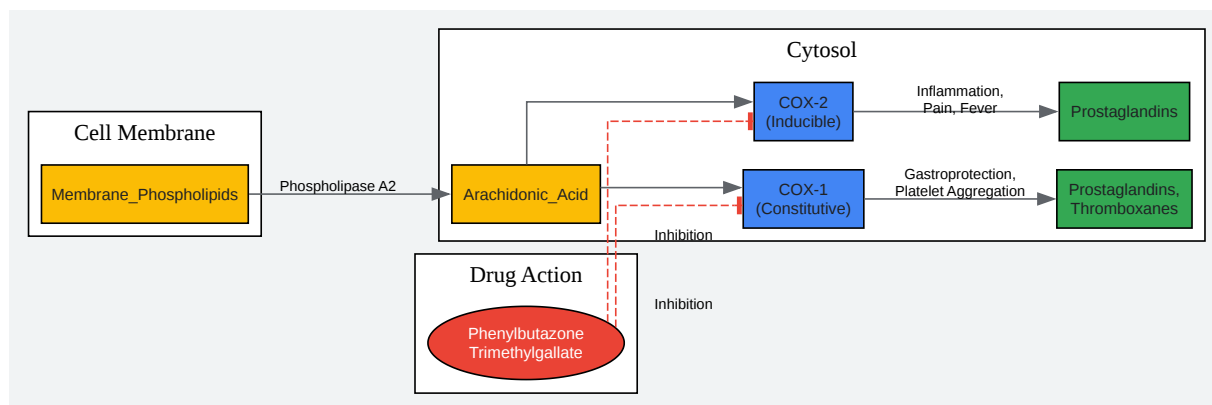 Cytosol
COX-2
(Inducible)
Inflammation,
Pain, Fever
Prostaglandins
Cell Membrane
Membrane_Phospholipids
Phospholipase A2
Arachidonic_Acid
COX-1
(Constitutive)
Gastroprotection,
Platelet Aggregation
Prostaglandins,
Thromboxanes
Inhibition
Drug Action
Inhibition
Phenylbutazone
Trimethylgallate